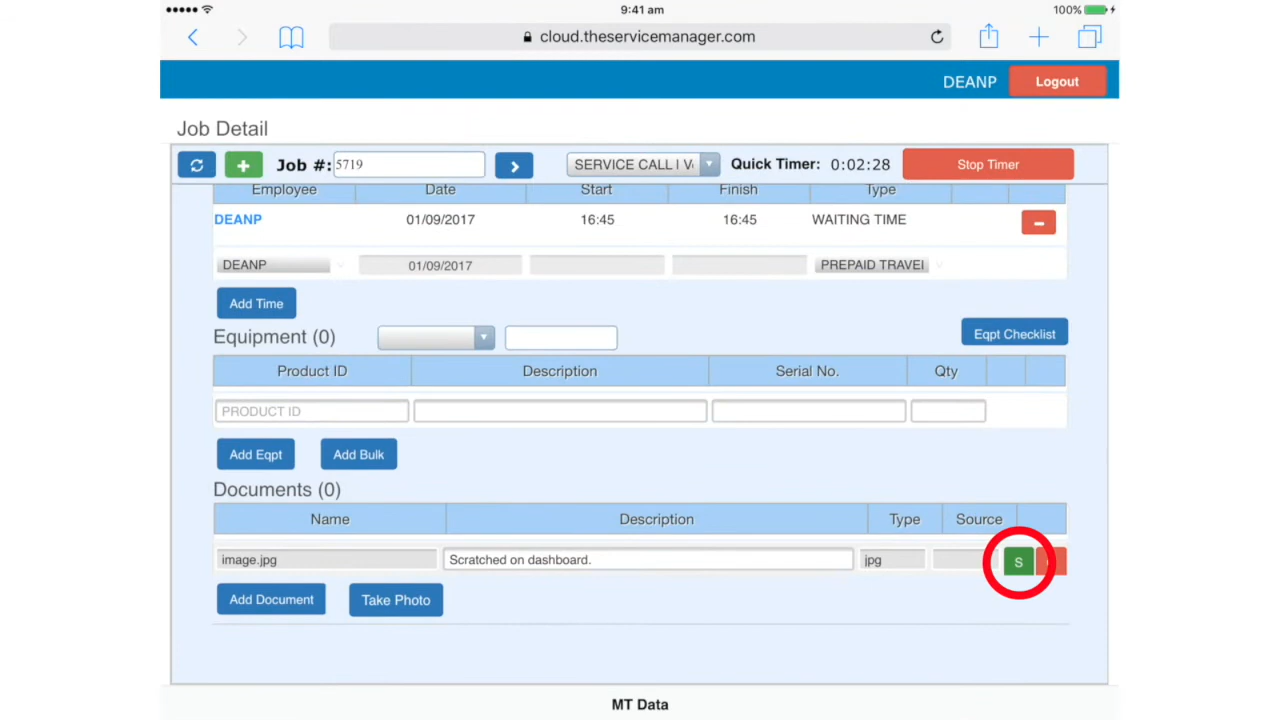 9:41 am
100%
cloud.theservicemanager.com
DEANP Logout
Job Detail
Job #: 5719 SERVICE CALL Quick Timer: 0:02:28 Stop Timer
Employee Date Start Finish Type
DEANP 01/09/2017 16:45 16:45 WAITING TIME
DEANP 01/09/2017 PREPAID TRAVEL
Add Time
Equipment (0) Eqpt Checklist
Product ID Description Serial No. Qty
PRODUCT ID
Add Eqpt Add Bulk
Documents (0)
Name Description Type Source
image.jpg Scratched on dashboard. jpg S
Add Document Take Photo
MT Data